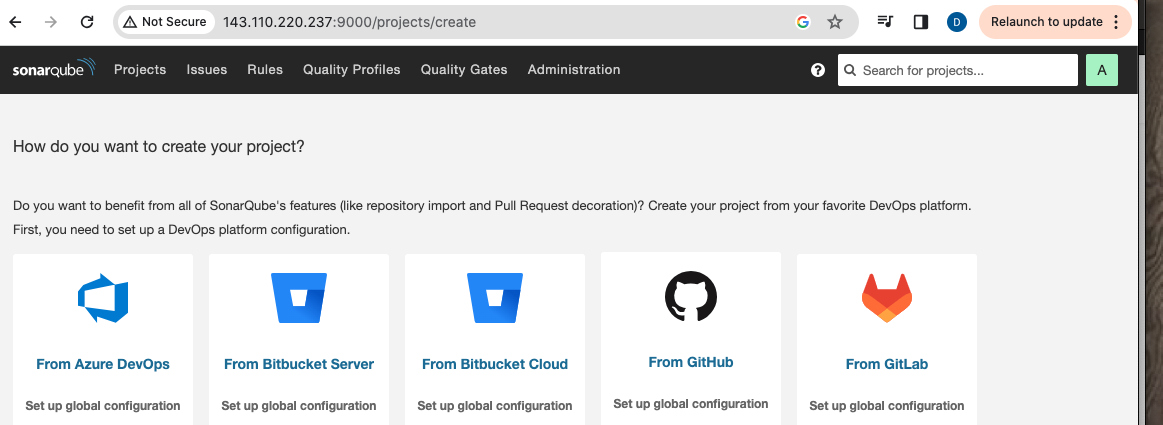 Not Secure 143.110.220.237:9000/projects/create G D Relaunch to update
sonarqube Projects Issues Rules Quality Profiles Quality Gates Administration ? Search for projects... A
How do you want to create your project?
Do you want to benefit from all of SonarQube's features (like repository import and Pull Request decoration)? Create your project from your favorite DevOps platform.
First, you need to set up a DevOps platform configuration.
From Azure DevOps From Bitbucket Server From Bitbucket Cloud From GitHub From GitLab
Set up global configuration Set up global configuration Set up global configuration Set up global configuration Set up global configuration